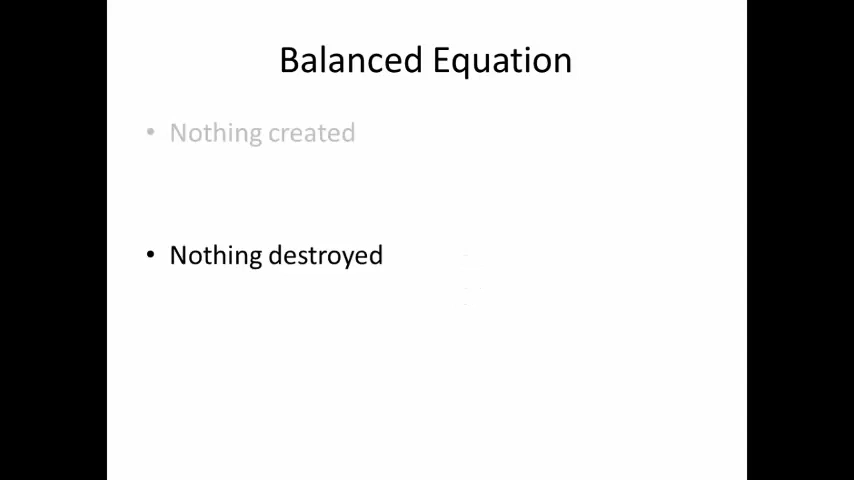 Balanced Equation
• Nothing created
• Nothing destroyed